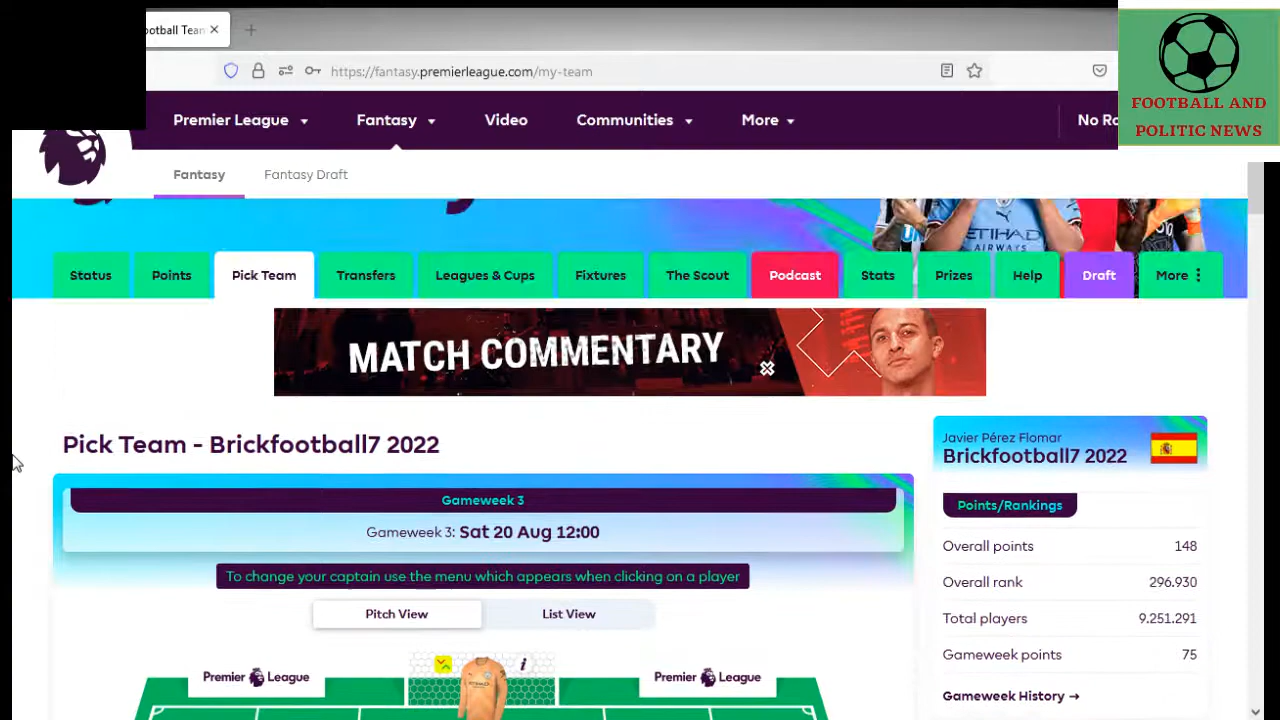 ootball Team
https://fantasy.premierleague.com/my-team
FOOTBALL AND
POLITIC NEWS
Premier League
Fantasy
Video
Communities
More
No Ro
Fantasy
Fantasy Draft
ETIHAD
AIRWAYS
Status
Points
Pick Team
Transfers
Leagues & Cups
Fixtures
The Scout
Podcast
Stats
Prizes
Help
Draft
More
MATCH COMMENTARY
Pick Team - Brickfootball7 2022
Javier Pérez Flomar
Brickfootball7 2022
Gameweek 3
Gameweek 3: Sat 20 Aug 12:00
To change your captain use the menu which appears when clicking on a player
Pitch View
List View
Premier League
Premier League
Points/Rankings
Overall points 148
Overall rank 296.930
Total players 9.251.291
Gameweek points 75
Gameweek History →